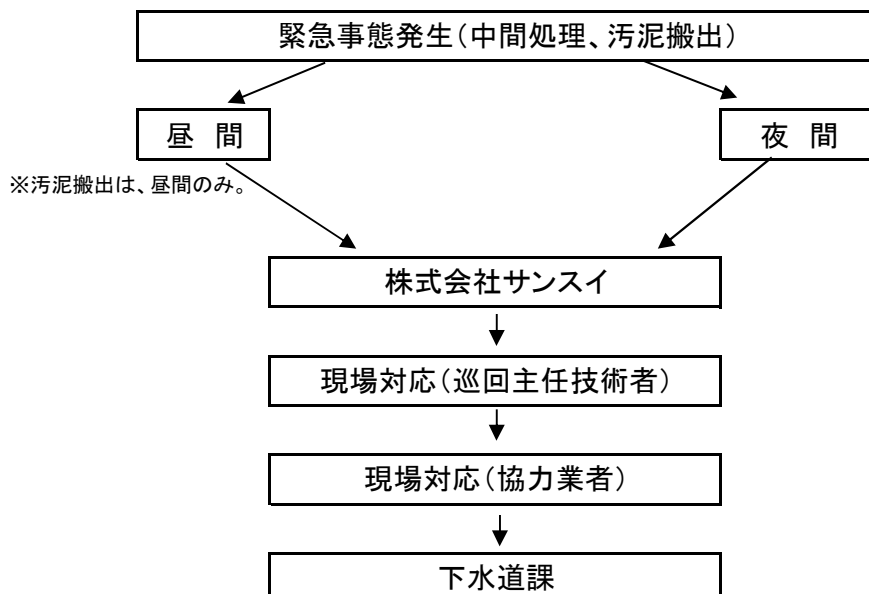 緊急事態発生（中間処理、汚泥搬出）
昼　間
夜　間
※汚泥搬出は、昼間のみ。
株式会社サンスイ
現場対応（巡回主任技術者）
現場対応（協力業者）
下水道課